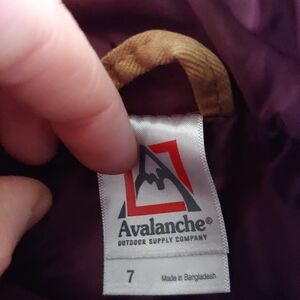 Avalanche®
OUTDOOR SUPPLY COMPANY
7
Made in Bangladesh